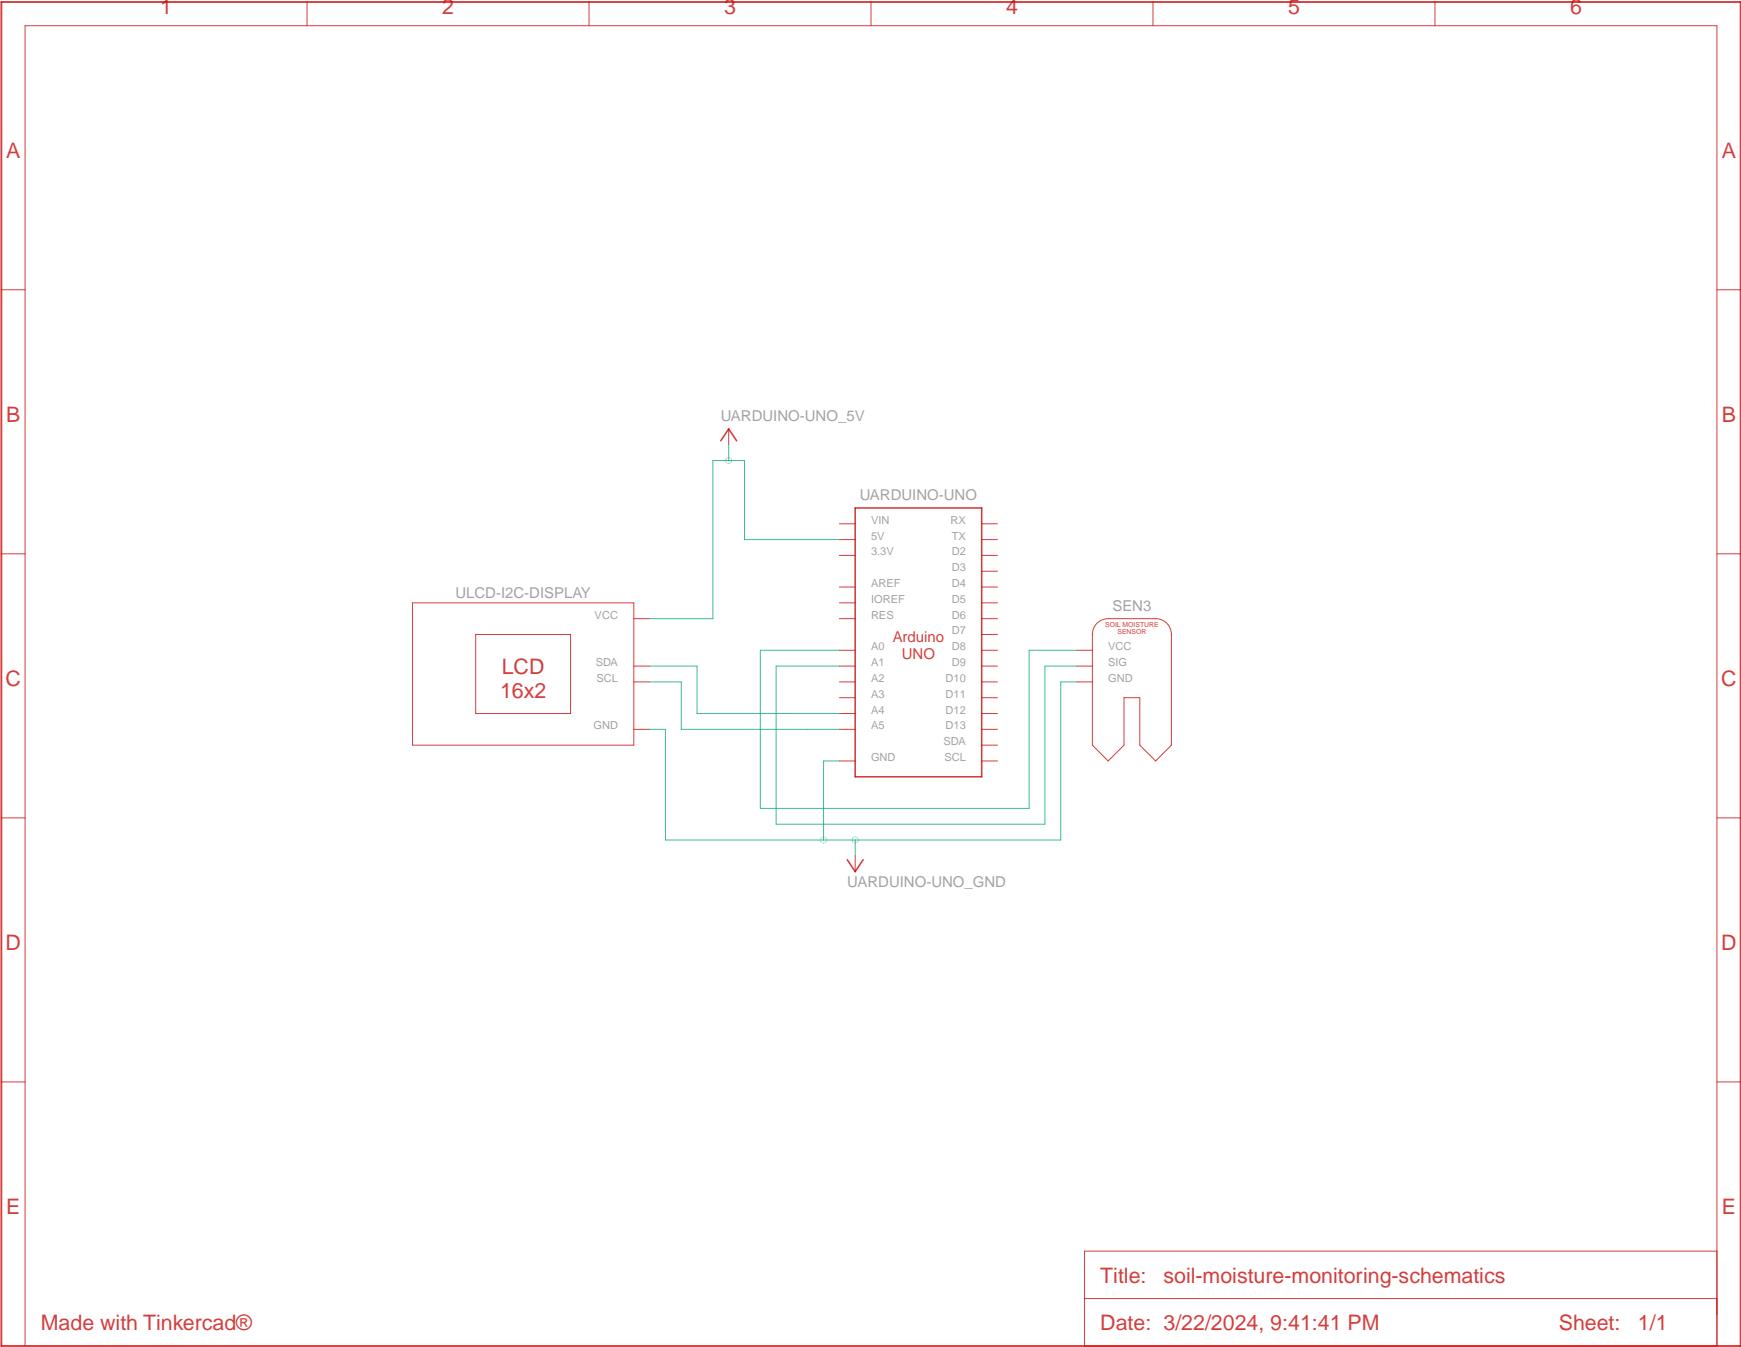 1 2 3 4 5 6
A A
B B
UARDUINO-UNO_5V
UARDUINO-UNO
VIN RX
5V TX
3.3V D2
D3
AREF D4
IOREF D5
RES D6
D7
Arduino
UNO
A0 D8
A1 D9
A2 D10
A3 D11
A4 D12
A5 D13
SDA
GND SCL
ULCD-I2C-DISPLAY
VCC
LCD
16x2
SDA
SCL
GND
SEN3
SOIL MOISTURE
SENSOR
VCC
SIG
GND
C C
UARDUINO-UNO_GND
D D
E E
Title: soil-moisture-monitoring-schematics
Made with Tinkercad®
Date: 3/22/2024, 9:41:41 PM Sheet: 1/1